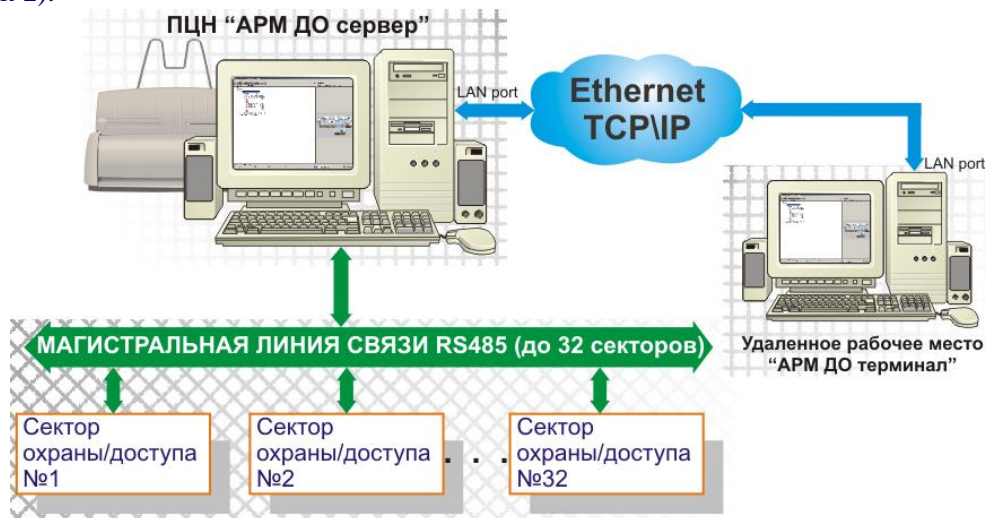 ПЦН “АРМ ДО сервер”
LAN port
Ethernet
TCP\IP
LAN port
МАГИСТРАЛЬНАЯ ЛИНИЯ СВЯЗИ RS485 (до 32 секторов)
Удаленное рабочее место
“АРМ ДО терминал”
Сектор
охраны/доступа
№1
Сектор
охраны/доступа
№2
. . .
Сектор
охраны/доступа
№32